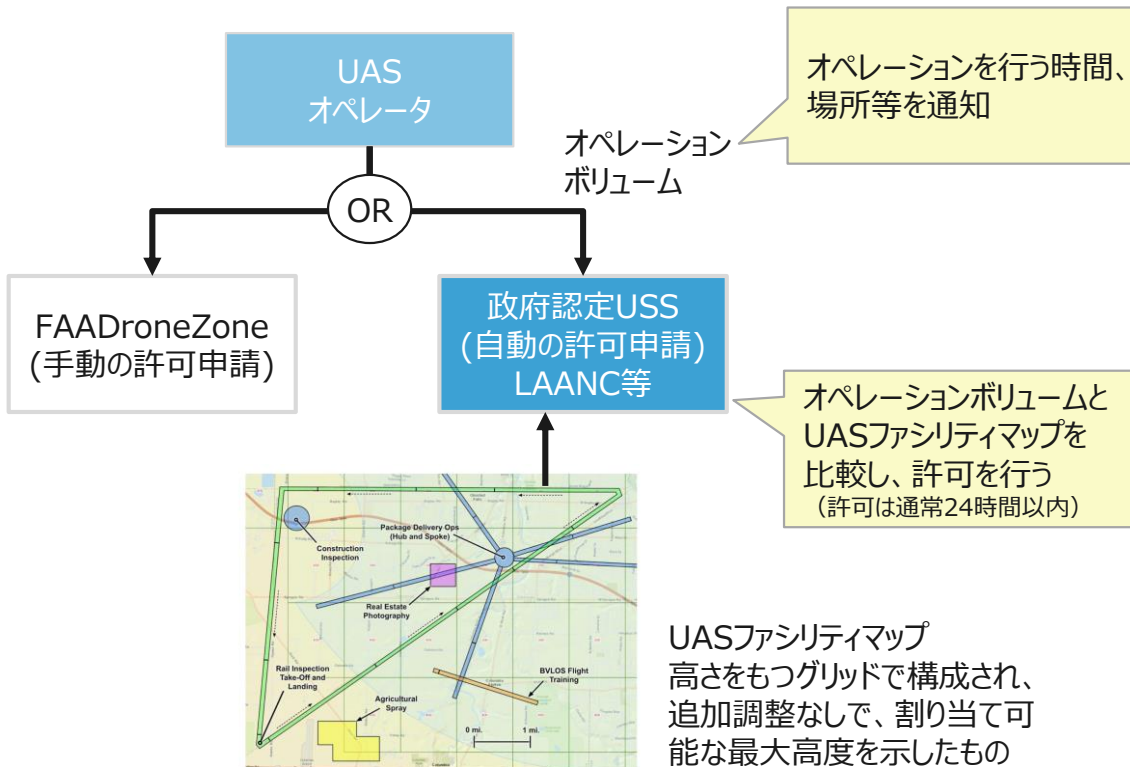 UAS
オペレータ
オペレーションを行う時間、
場所等を通知
オペレーション
ボリューム
OR
FAADroneZone
(手動の許可申請)
政府認定USS
(自動の許可申請)
LAANC等
オペレーションボリュームと
UASファシリティマップを
比較し、許可を行う
（許可は通常24時間以内）
Package Delivery Ops
(Hub and Spoke)
Construction
Inspection
Real Estate
Photography
Rail Inspection
Take-Off and
Landing
BVLOS Flight
Training
Agricultural
Spray
0 mi.
1 mi.
UASファシリティマップ
高さをもつグリッドで構成され、
追加調整なしで、割り当て可
能な最大高度を示したもの